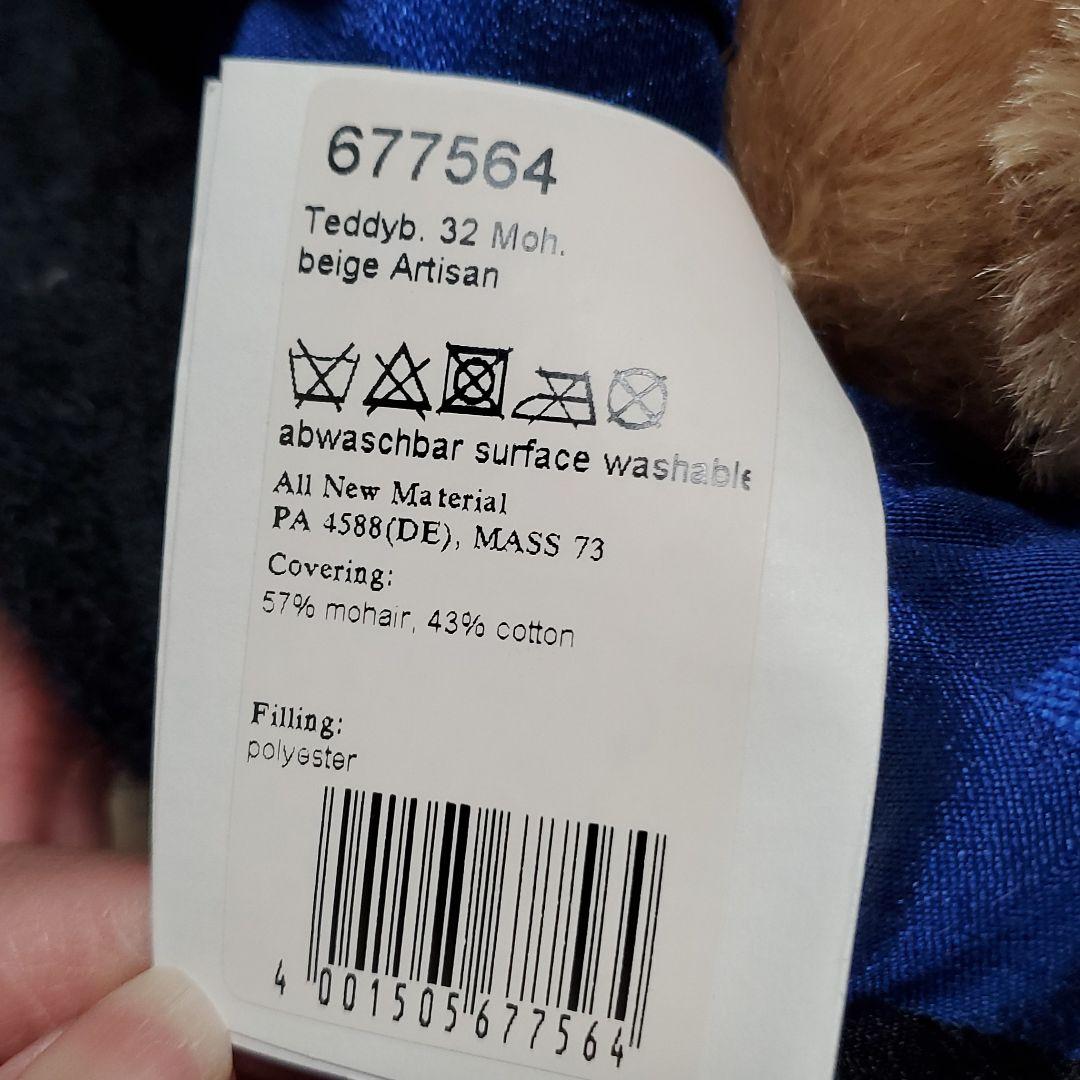 677564
Teddyb. 32 Moh.
beige Artisan
abwaschbar surface washable
All New Material
PA 4588(DE), MASS 73
Covering:
57% mohair, 43% cotton
Filling:
polyester
4 001505 677564